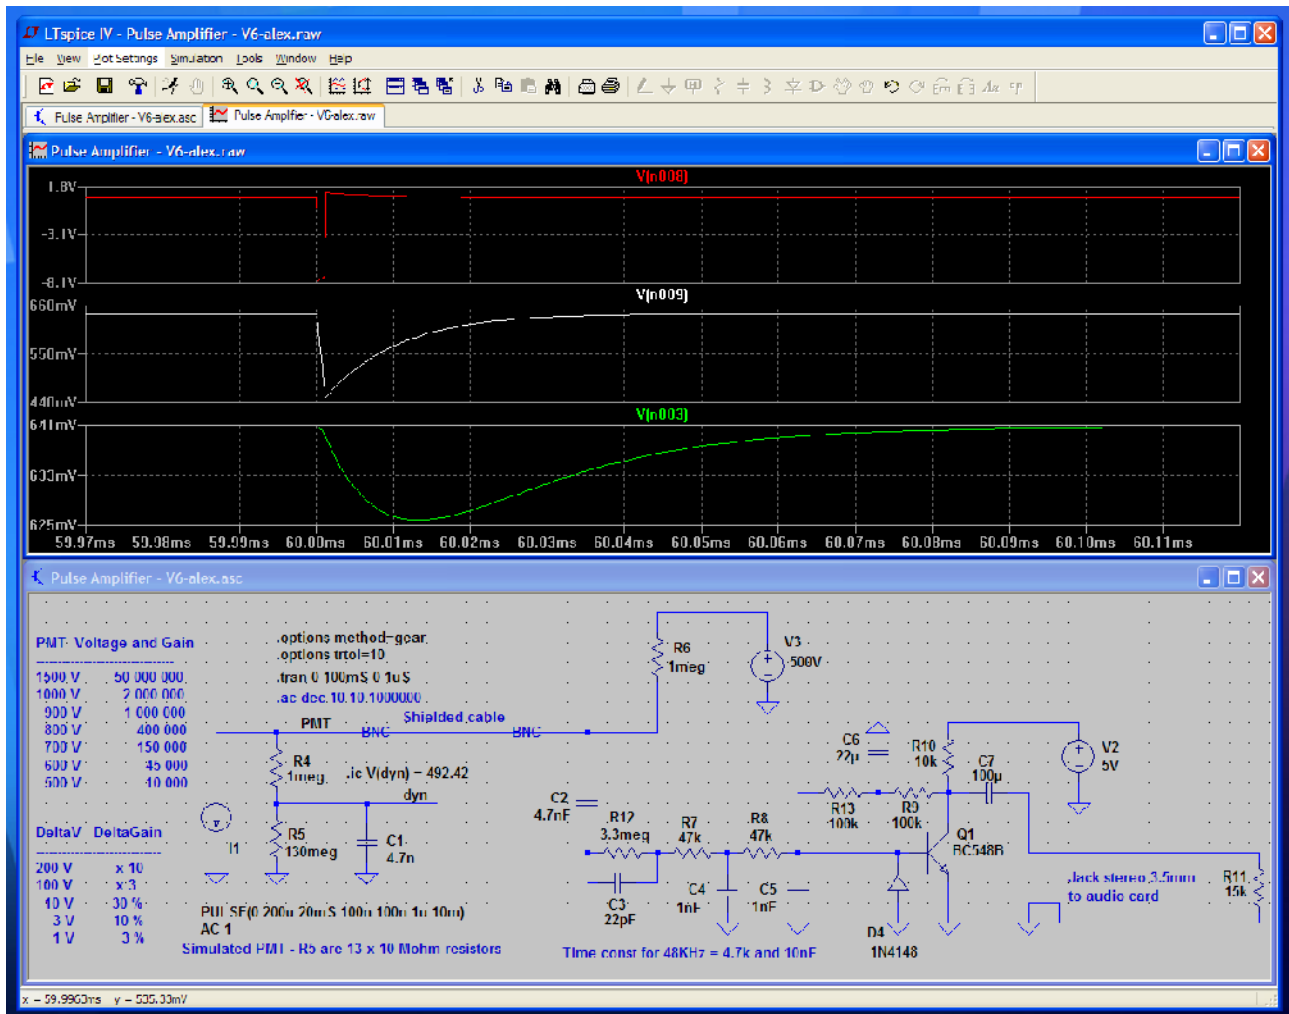 LTspice IV - Pulse Amplifier - V6-alex.raw
File View Plot Settings Simulation Tools Window Help
Pulse Amplifier - V6-alex.asc
Pulse Amplifier - V6-alex.raw
Pulse Amplifier - V6-alex.raw
V(n008)
1.8V
-3.1V
-8.1V
V(n009)
660mV
550mV
440mV
V(n003)
641mV
633mV
625mV
59.97ms 59.98ms 59.99ms 60.00ms 60.01ms 60.02ms 60.03ms 60.04ms 60.05ms 60.06ms 60.07ms 60.08ms 60.09ms 60.10ms 60.11ms
Pulse Amplifier - V6-alex.asc
PMT Voltage and Gain
1500 V 50 000 000
1000 V 2 000 000
900 V 1 000 000
800 V 400 000
700 V 150 000
600 V 45 000
500 V 10 000
DeltaV DeltaGain
200 V x 10
100 V x 3
10 V 30 %
3 V 10 %
1 V 3 %
.options method=gear
.options trtol=10
.tran 0 100mS 0 1uS
.ac dec 10 10 1000000
PMT
BNC
Shielded cable
BNC
R4
1meg
.ic V(dyn) = 492.42
dyn
I1
R5
130meg
C1
4.7n
PULSE(0 200u 20mS 100n 100n 1u 10m)
AC 1
Simulated PMT - R5 are 13 x 10 Mohm resistors
R6
1meg
V3
500V
C2
4.7nF
R12
3.3meg
C3
22pF
R7
47k
R8
47k
C4
1nF
C5
1nF
Time const for 48KHz = 4.7k and 10nF
C6
22µ
R13
100k
R9
100k
R10
10k
C7
100µ
V2
5V
Q1
BC548B
D4
1N4148
Jack stereo 3.5mm
to audio card
R11
15k
x = 59.9963ms y = 535.33mV